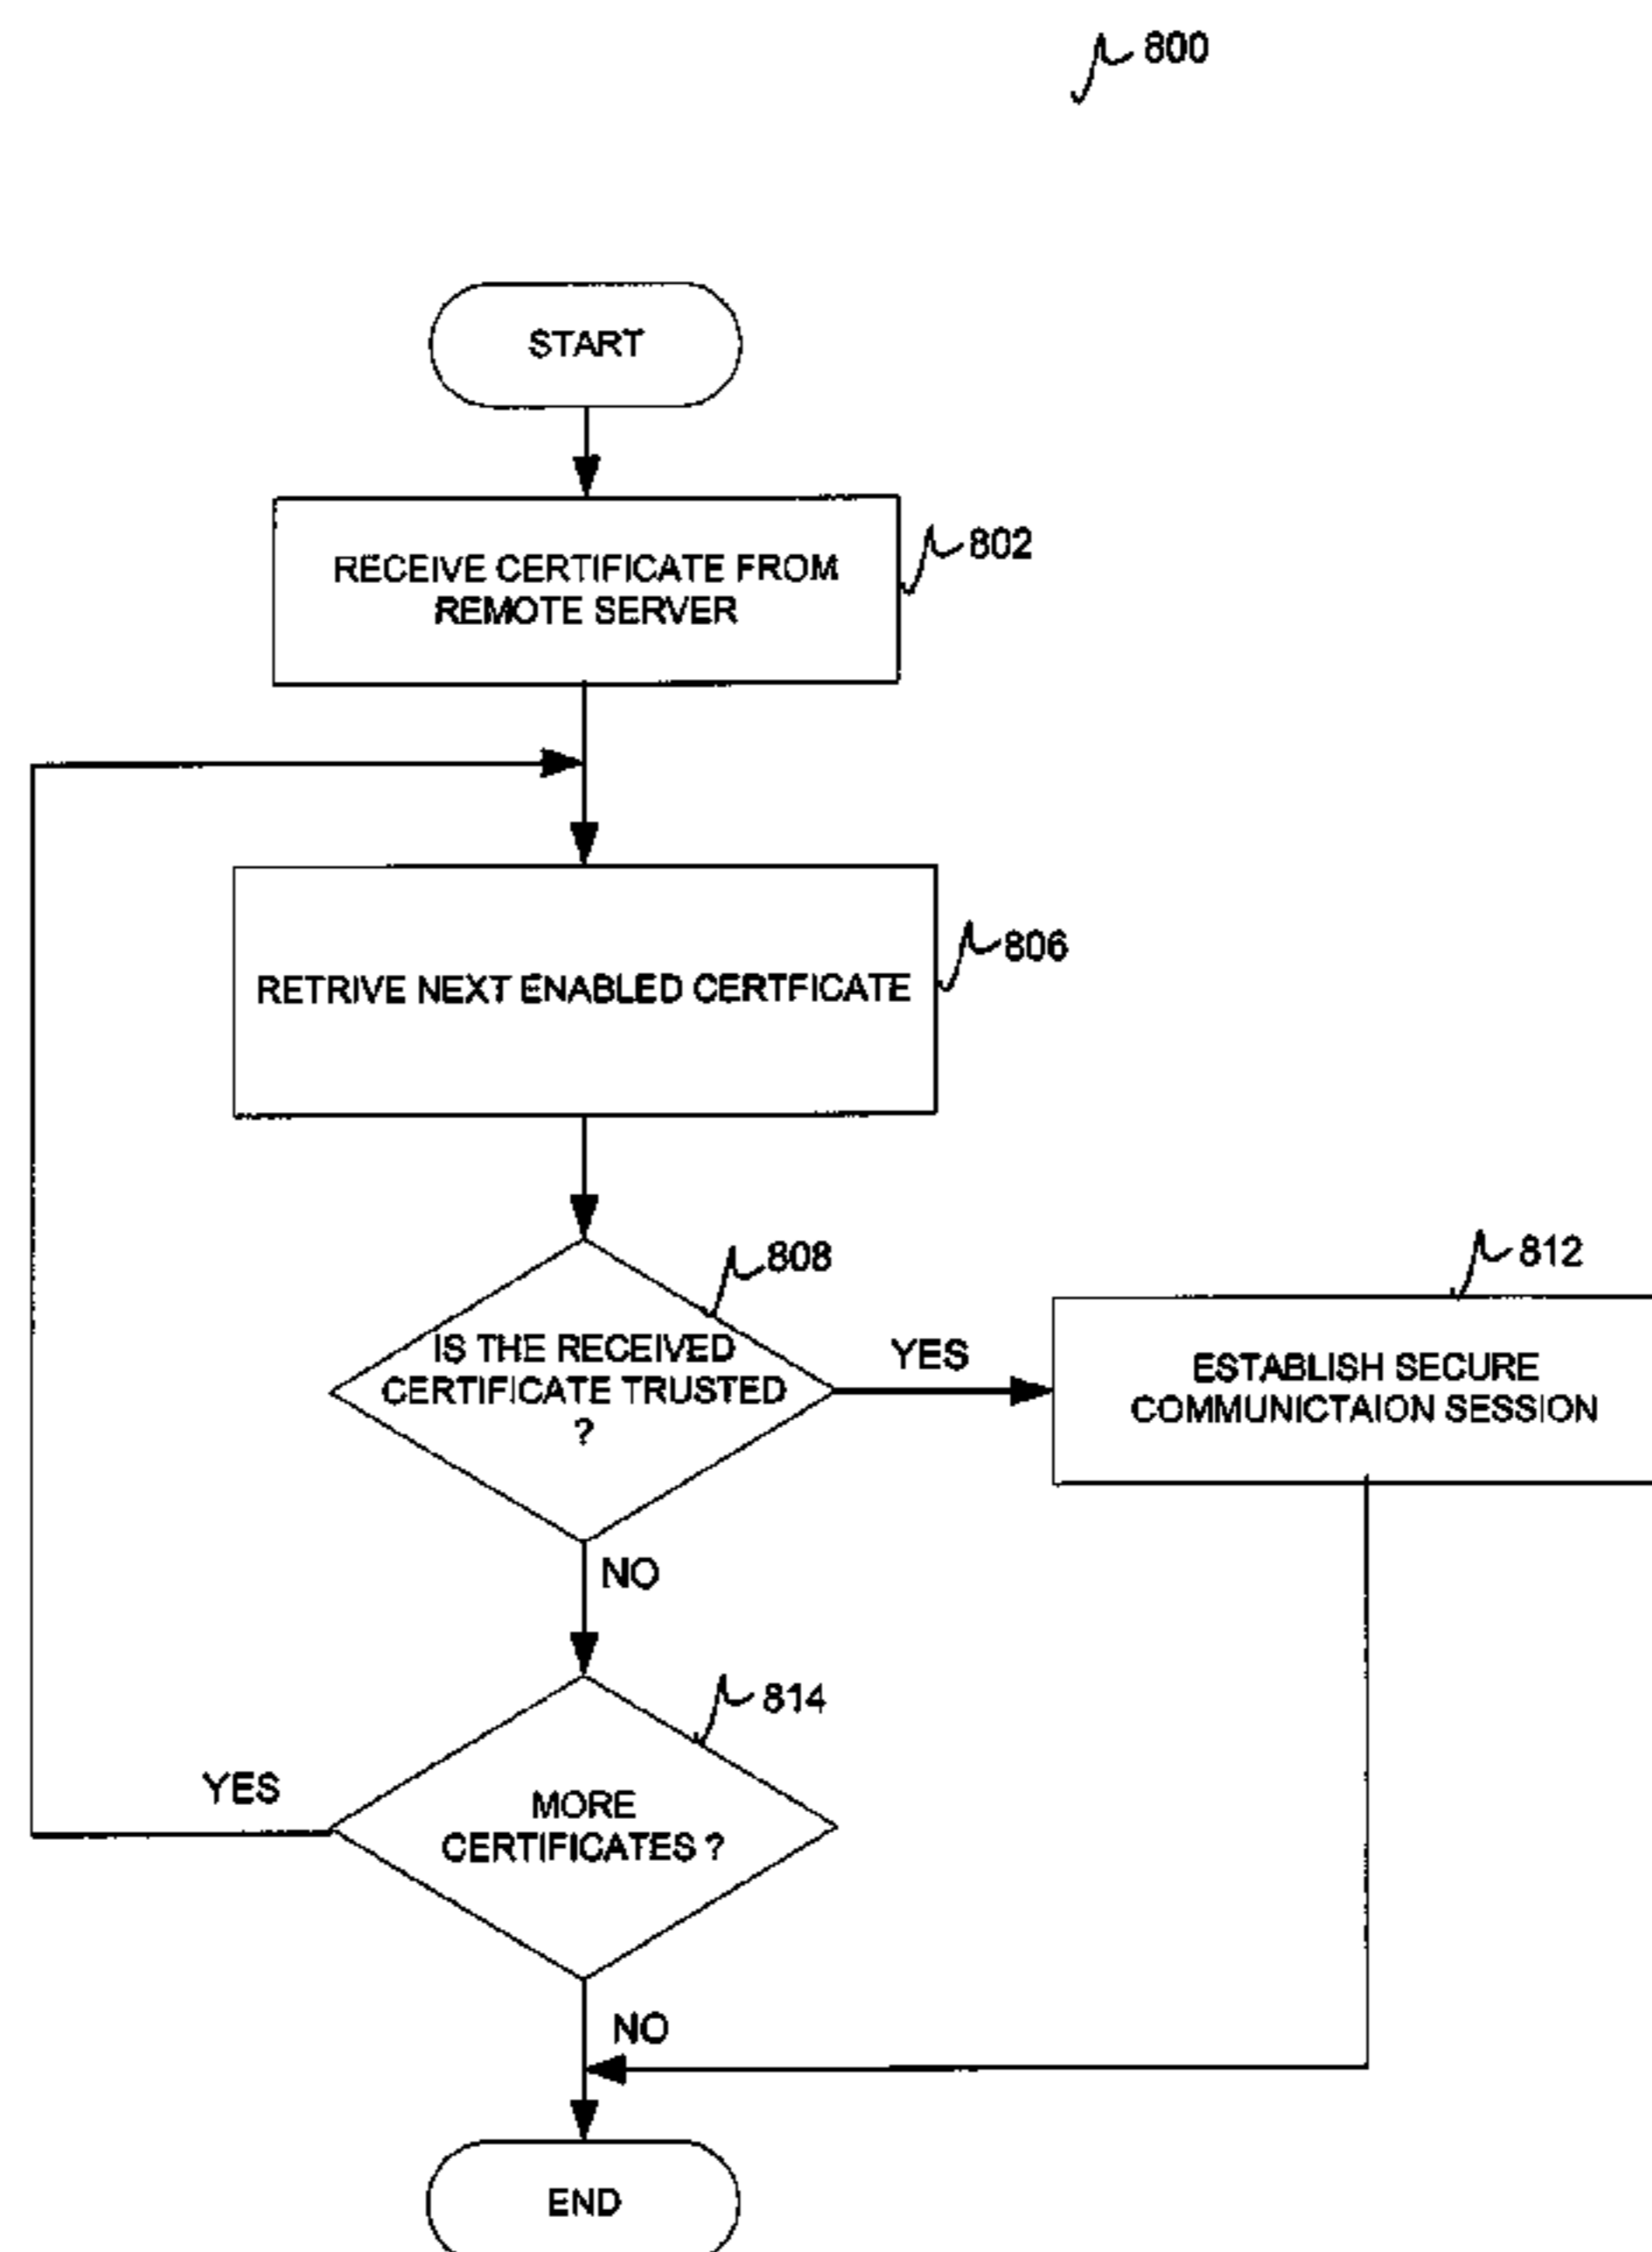 800
START
RECEIVE CERTIFICATE FROM
REMOTE SERVER
802
RETRIVE NEXT ENABLED CERTFICATE
806
808
IS THE RECEIVED
CERTIFICATE TRUSTED
?
YES
812
ESTABLISH SECURE
COMMUNICTAION SESSION
NO
814
YES
MORE
CERTIFICATES ?
NO
END